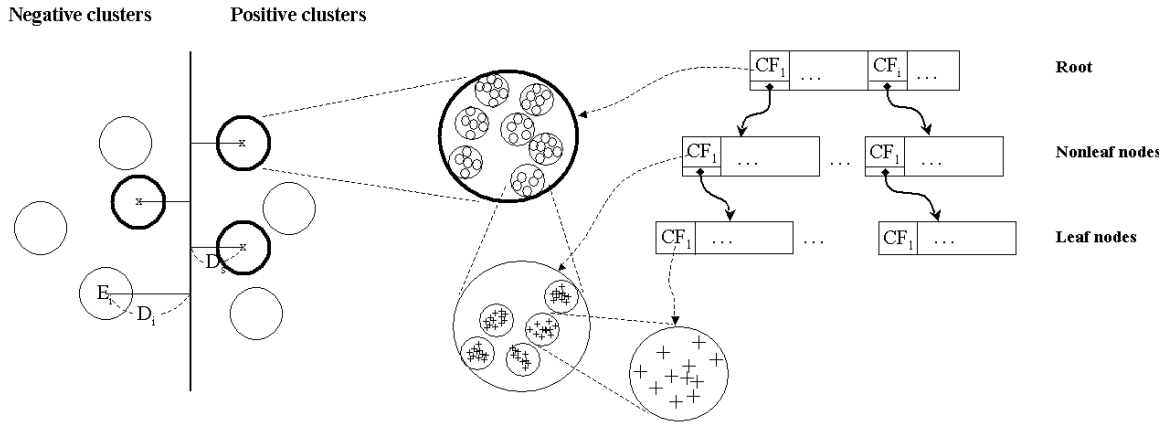 Negative clusters Positive clusters
CF1 ... CFi ... Root
CF1 ... ... CF1 ... Nonleaf nodes
CF1 ... ... CF1 ... Leaf nodes
x
x
x
Ds
Ei
Di